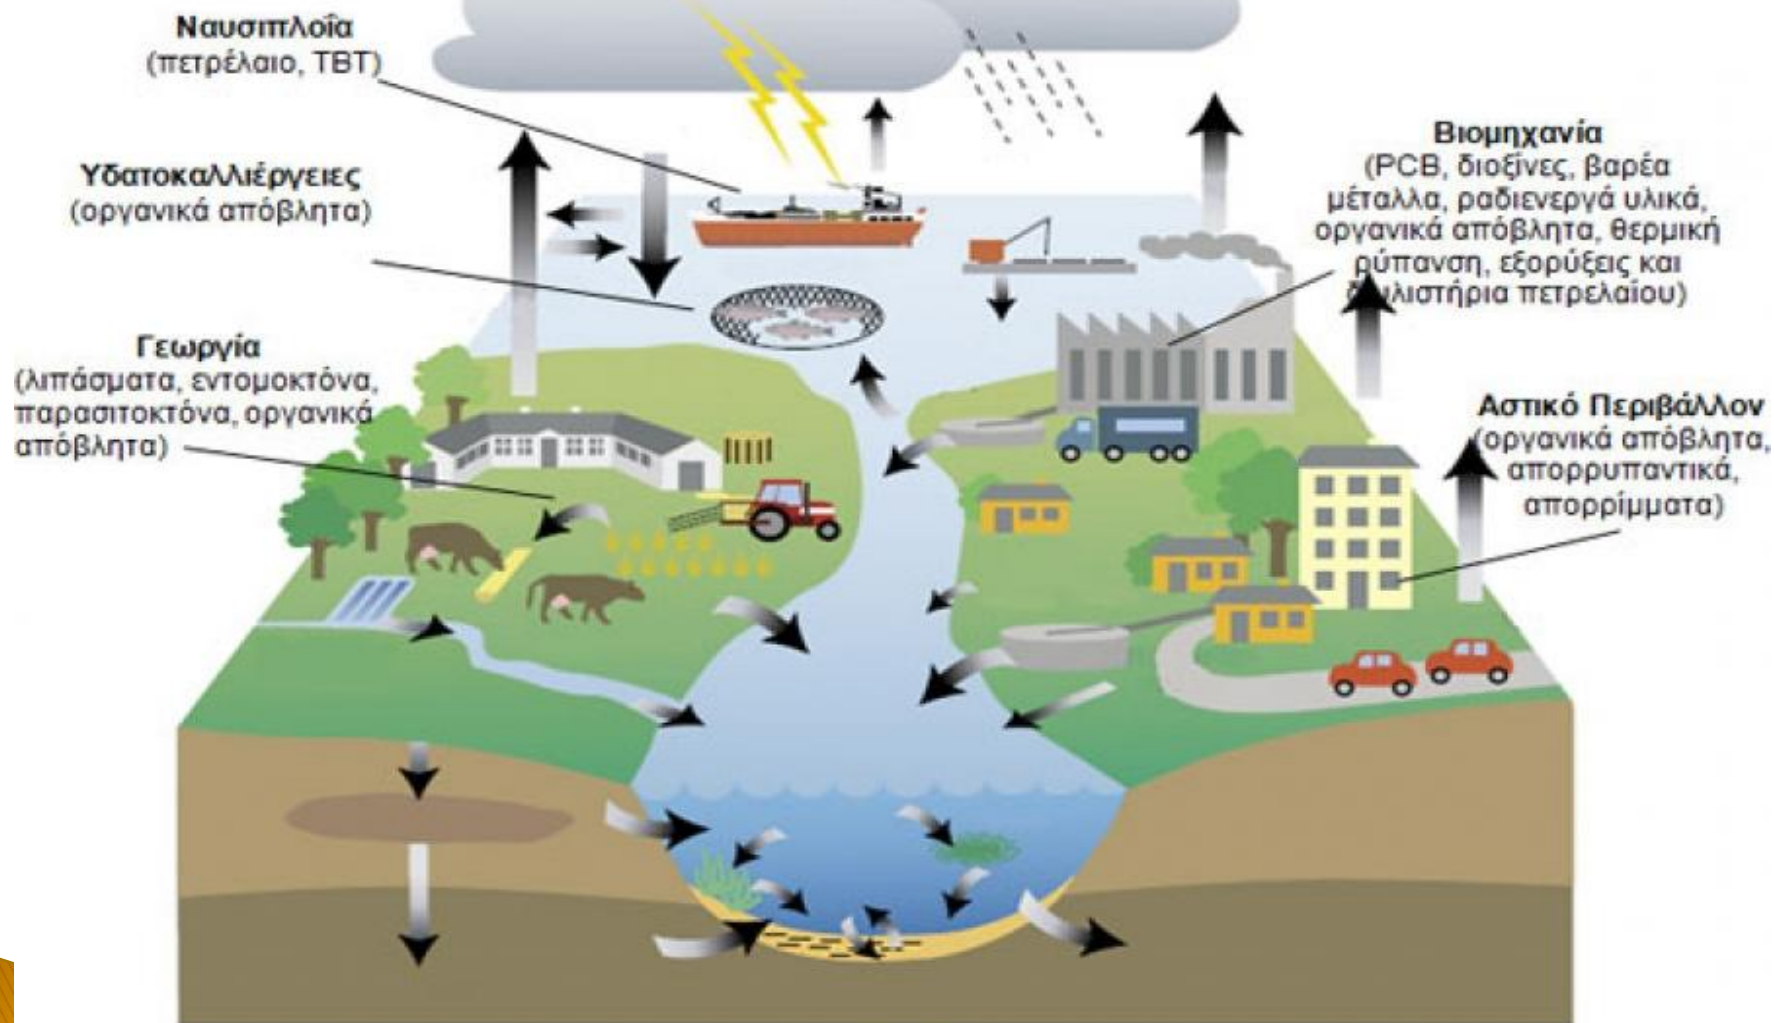 Ναυσιπλοΐα
(πετρέλαιο, TBT)
Υδατοκαλλιέργειες
(οργανικά απόβλητα)
Γεωργία
(λιπάσματα, εντομοκτόνα,
παρασιτοκτόνα, οργανικά
απόβλητα)
Βιομηχανία
(PCB, διοξίνες, βαρέα
μέταλλα, ραδιενεργά υλικά,
οργανικά απόβλητα, θερμική
ρύπανση, εξορύξεις και
πετρελαίου)
Αστικό Περιβάλλον
(οργανικά απόβλητα,
απορρυπαντικά,
απορρίμματα)